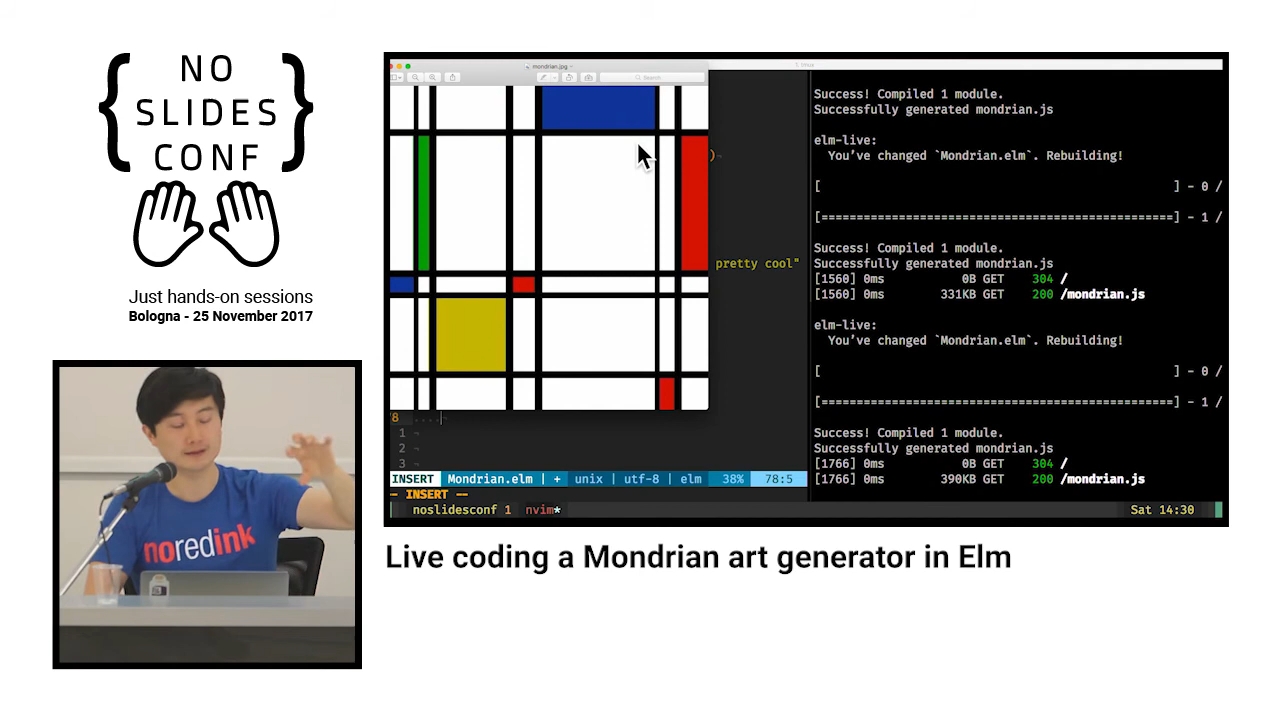 NO
SLIDES
CONF
Just hands-on sessions
Bologna - 25 November 2017
noredink
mondrian.jpg
Search
1. tmux
)
pretty cool"
78
1
2
3
INSERT Mondrian.elm | + unix | utf-8 | elm 38% 78:5
-- INSERT --
noslidesconf 1 nvim* Sat 14:30
Success! Compiled 1 module.
Successfully generated mondrian.js
elm-live:
You've changed `Mondrian.elm`. Rebuilding!
[ ] - 0 /
[==================================================] - 1 /
Success! Compiled 1 module.
Successfully generated mondrian.js
[1560] 0ms 0B GET 304 /
[1560] 0ms 331KB GET 200 /mondrian.js
elm-live:
You've changed `Mondrian.elm`. Rebuilding!
[ ] - 0 /
[==================================================] - 1 /
Success! Compiled 1 module.
Successfully generated mondrian.js
[1766] 0ms 0B GET 304 /
[1766] 0ms 390KB GET 200 /mondrian.js
Live coding a Mondrian art generator in Elm